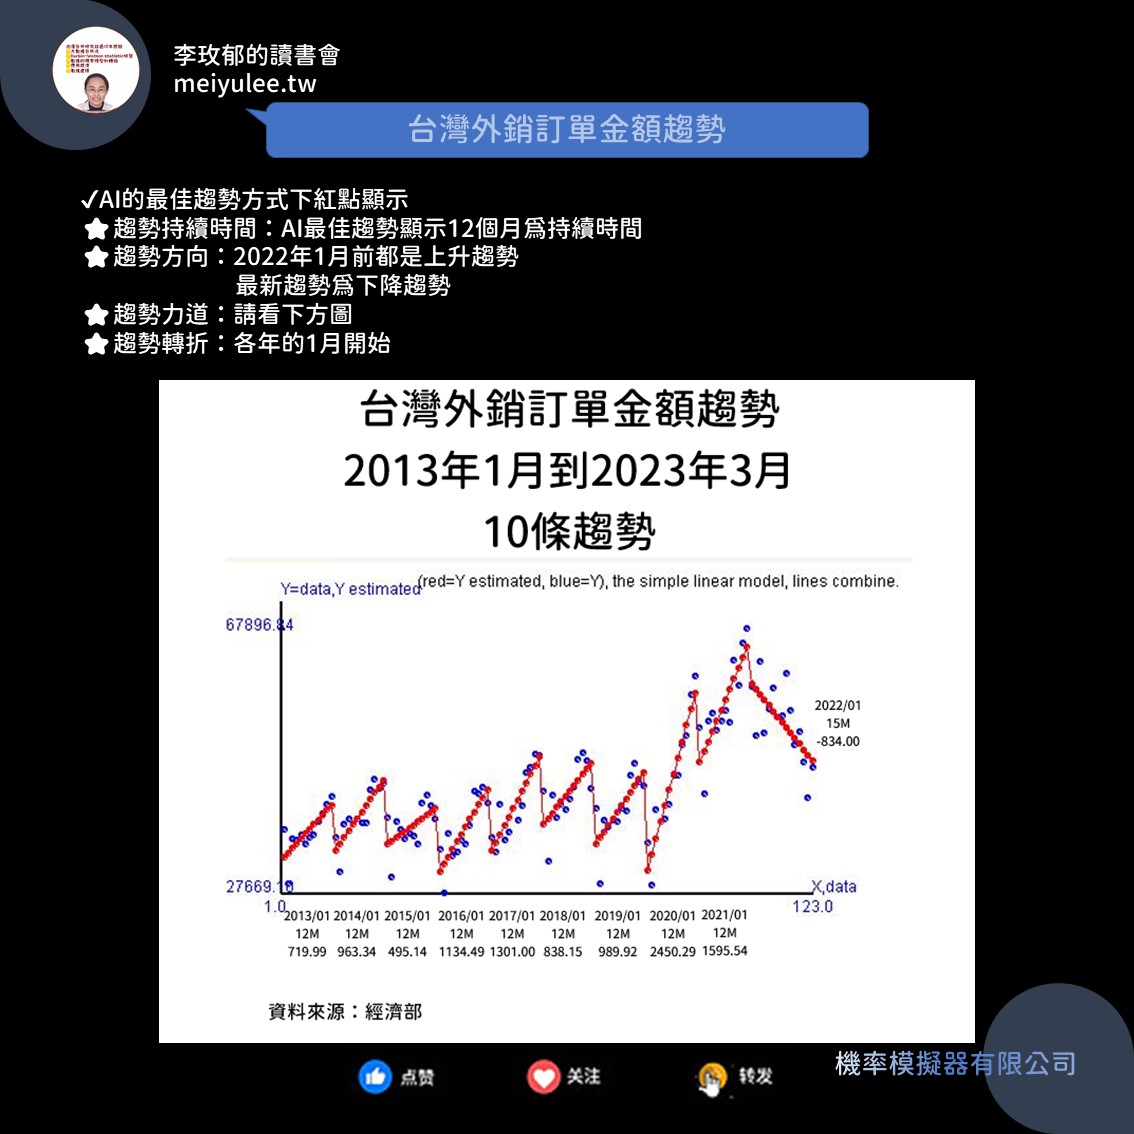 李玫郁的讀書會
meiyulee.tw
台灣外銷訂單金額趨勢
✓AI的最佳趨勢方式下紅點顯示
★趨勢持續時間：AI最佳趨勢顯示12個月為持續時間
★趨勢方向：2022年1月前都是上升趨勢
最新趨勢為下降趨勢
★趨勢力道：請看下方圖
★趨勢轉折：各年的1月開始
台灣外銷訂單金額趨勢
2013年1月到2023年3月
10條趨勢
(red=Y estimated, blue=Y), the simple linear model, lines combine.
Y=data,Y estimated
67896.84
2022/01
15M
-834.00
27669.16
X,data
1.0
123.0
2013/01 2014/01 2015/01 2016/01 2017/01 2018/01 2019/01 2020/01 2021/01
12M 12M 12M 12M 12M 12M 12M 12M 12M
719.99 963.34 495.14 1134.49 1301.00 838.15 989.92 2450.29 1595.54
資料來源：經濟部
機率模擬器有限公司
点赞 关注 转发